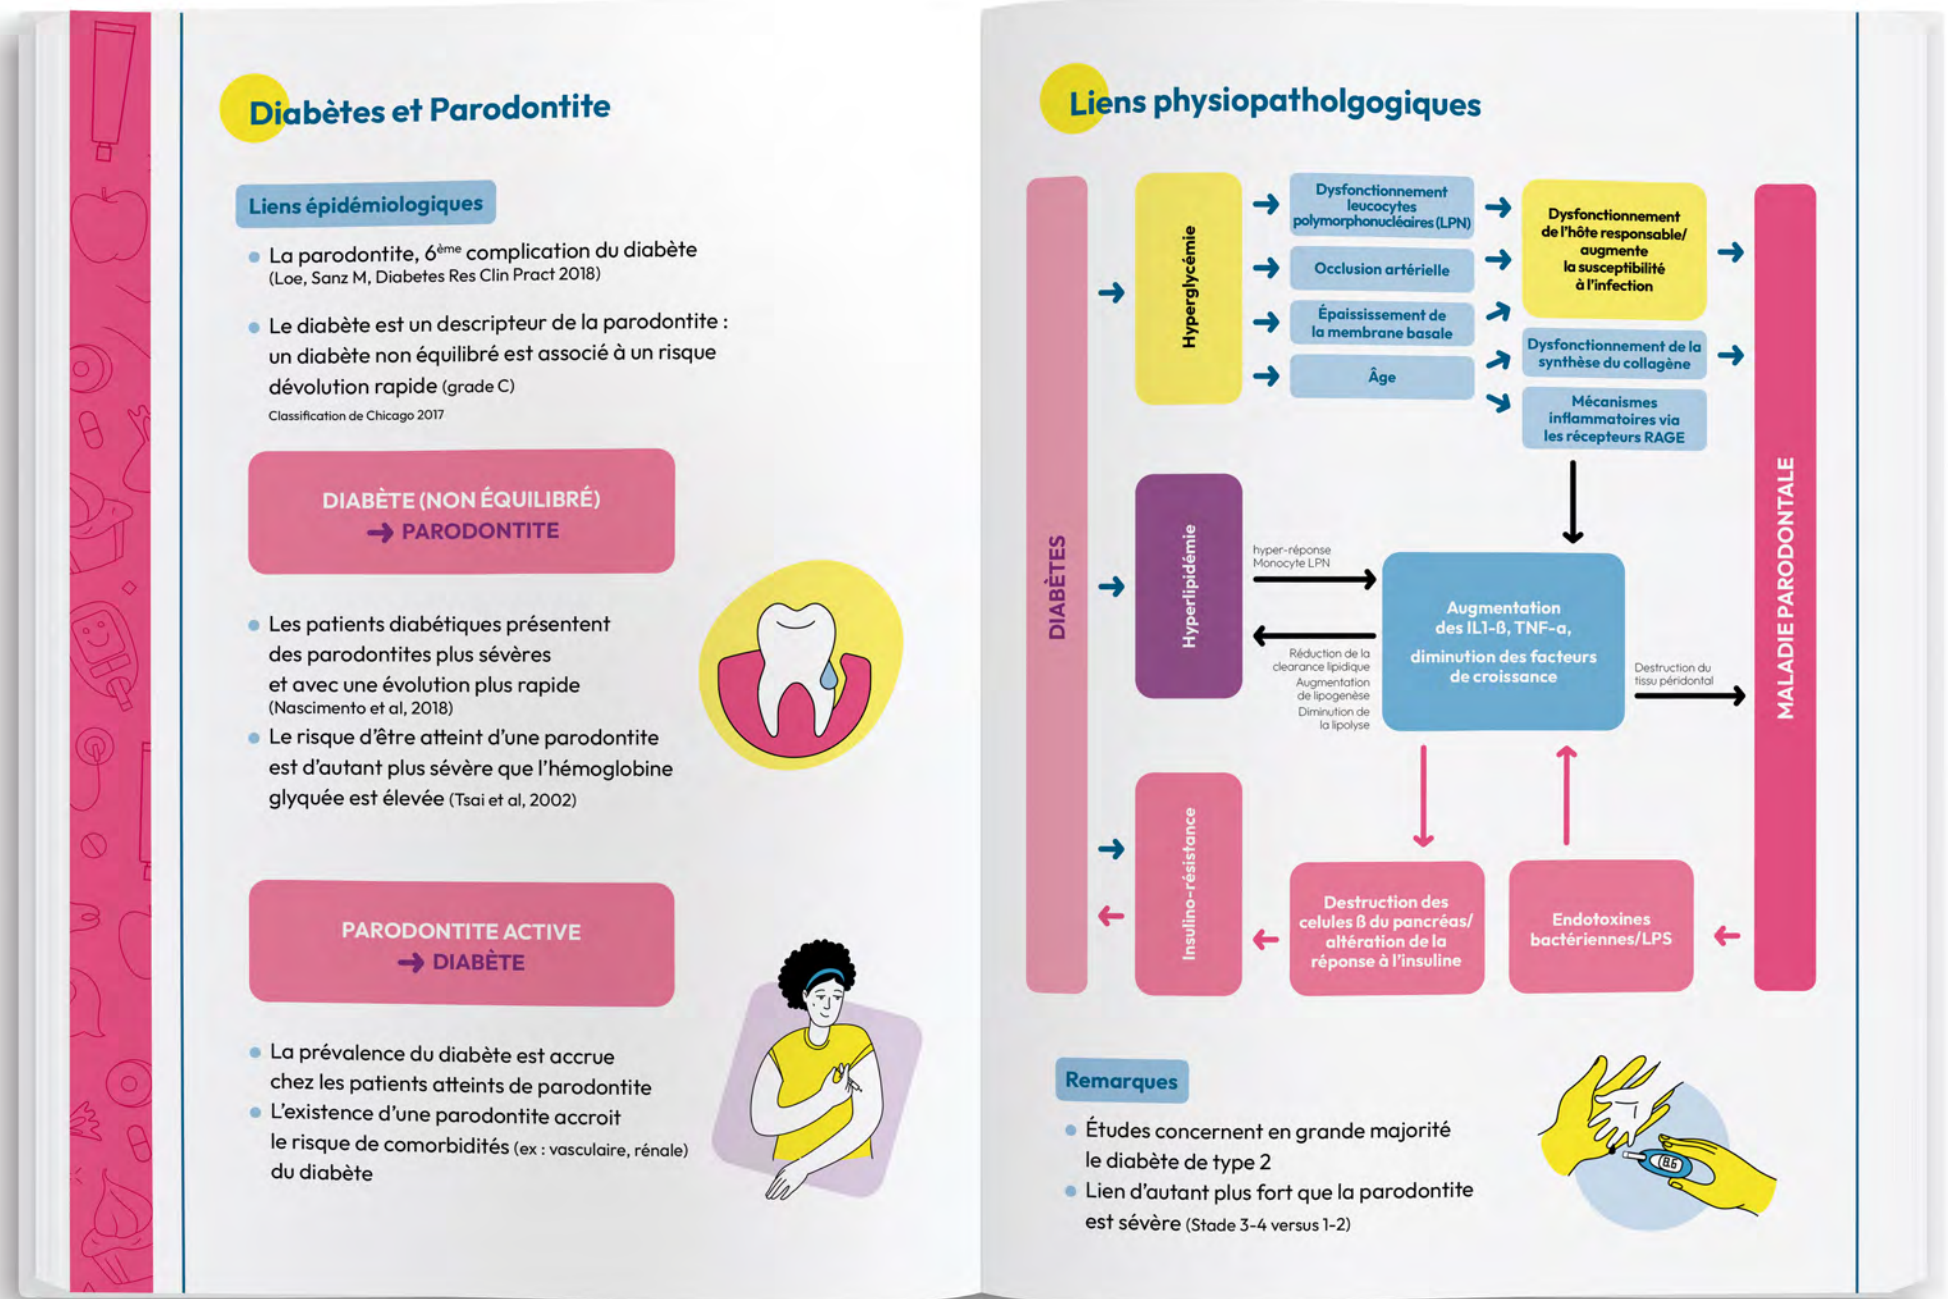 Diabètes et Parodontite
Liens épidémiologiques
La parodontite, 6ème complication du diabète
(Loe, Sanz M, Diabetes Res Clin Pract 2018)
Le diabète est un descripteur de la parodontite :
un diabète non équilibré est associé à un risque
dévolution rapide (grade C)
Classification de Chicago 2017
DIABÈTE (NON ÉQUILIBRÉ)
➔ PARODONTITE
Les patients diabétiques présentent
des parodontites plus sévères
et avec une évolution plus rapide
(Nascimento et al, 2018)
Le risque d'être atteint d'une parodontite
est d'autant plus sévère que l'hémoglobine
glyquée est élevée (Tsai et al, 2002)
PARODONTITE ACTIVE
➔ DIABÈTE
La prévalence du diabète est accrue
chez les patients atteints de parodontite
L'existence d'une parodontite accroit
le risque de comorbidités (ex : vasculaire, rénale)
du diabète
Liens physiopatholgogiques
DIABÈTES
Hyperglycémie
Dysfonctionnement
leucocytes
polymorphonucléaires (LPN)
Occlusion artérielle
Épaississement de
la membrane basale
Âge
Dysfonctionnement
de l'hôte responsable/
augmente
la susceptibilité
à l'infection
Dysfonctionnement de la
synthèse du collagène
Mécanismes
inflammatoires via
les récepteurs RAGE
MALADIE PARODONTALE
Hyperlipidémie
hyper-réponse
Monocyte LPN
Réduction de la
clearance lipidique
Augmentation
de lipogenèse
Diminution de
la lipolyse
Augmentation
des IL1-ß, TNF-a,
diminution des facteurs
de croissance
Destruction du
tissu péridontal
Insulino-résistance
Destruction des
celules ß du pancréas/
altération de la
réponse à l'insuline
Endotoxines
bactériennes/LPS
Remarques
Études concernent en grande majorité
le diabète de type 2
Lien d'autant plus fort que la parodontite
est sévère (Stade 3-4 versus 1-2)